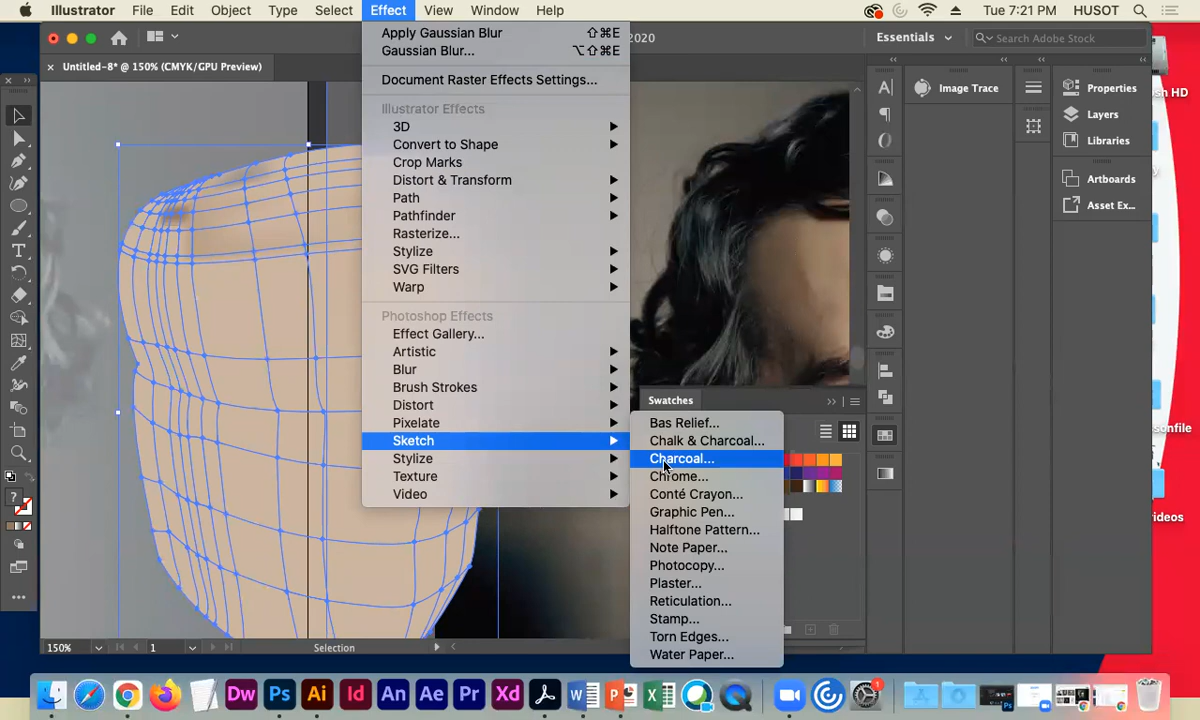 Illustrator File Edit Object Type Select Effect View Window Help Tue 7:21 PM HUSOT
2020
Essentials
Search Adobe Stock
× Untitled-8* @ 150% (CMYK/GPU Preview)
Apply Gaussian Blur ⇧⌘E
Gaussian Blur... ⌥⇧⌘E
Document Raster Effects Settings...
Illustrator Effects
3D
Convert to Shape
Crop Marks
Distort & Transform
Path
Pathfinder
Rasterize...
Stylize
SVG Filters
Warp
Photoshop Effects
Effect Gallery...
Artistic
Blur
Brush Strokes
Distort
Pixelate
Sketch
Stylize
Texture
Video
Swatches
Bas Relief...
Chalk & Charcoal...
Charcoal...
Chrome...
Conté Crayon...
Graphic Pen...
Halftone Pattern...
Note Paper...
Photocopy...
Plaster...
Reticulation...
Stamp...
Torn Edges...
Water Paper...
Image Trace
Properties
Layers
Libraries
Artboards
Asset Ex...
sh HD
sonfile
ideos
150%
1
Selection
Dw Ps Ai Id An Ae Pr Xd W P X
1